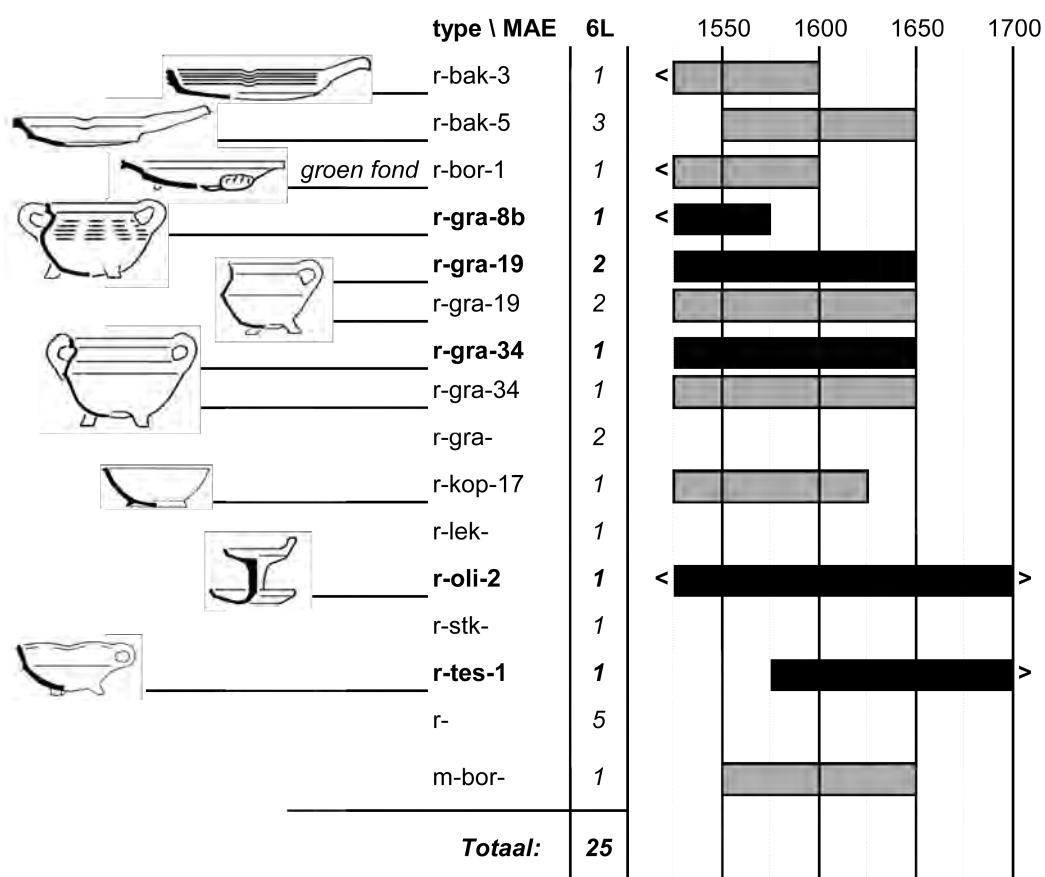 type \ MAE 6L 1550 1600 1650 1700
r-bak-3 1 <
r-bak-5 3
groen fond r-bor-1 1 <
r-gra-8b 1 <
r-gra-19 2
r-gra-19 2
r-gra-34 1
r-gra-34 1
r-gra- 2
r-kop-17 1
r-lek- 1
r-oli-2 1 < >
r-stk- 1
r-tes-1 1 >
r- 5
m-bor- 1
Totaal: 25